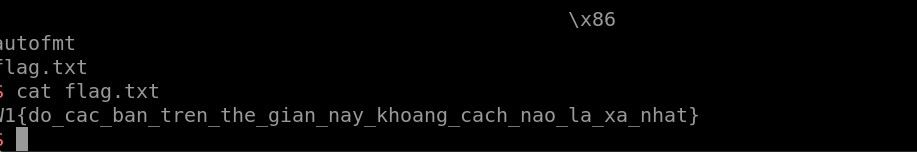 \x86
autofmt
flag.txt
$ cat flag.txt
W1{do_cac_ban_tren_the_gian_nay_khoang_cach_nao_la_xa_nhat}
$